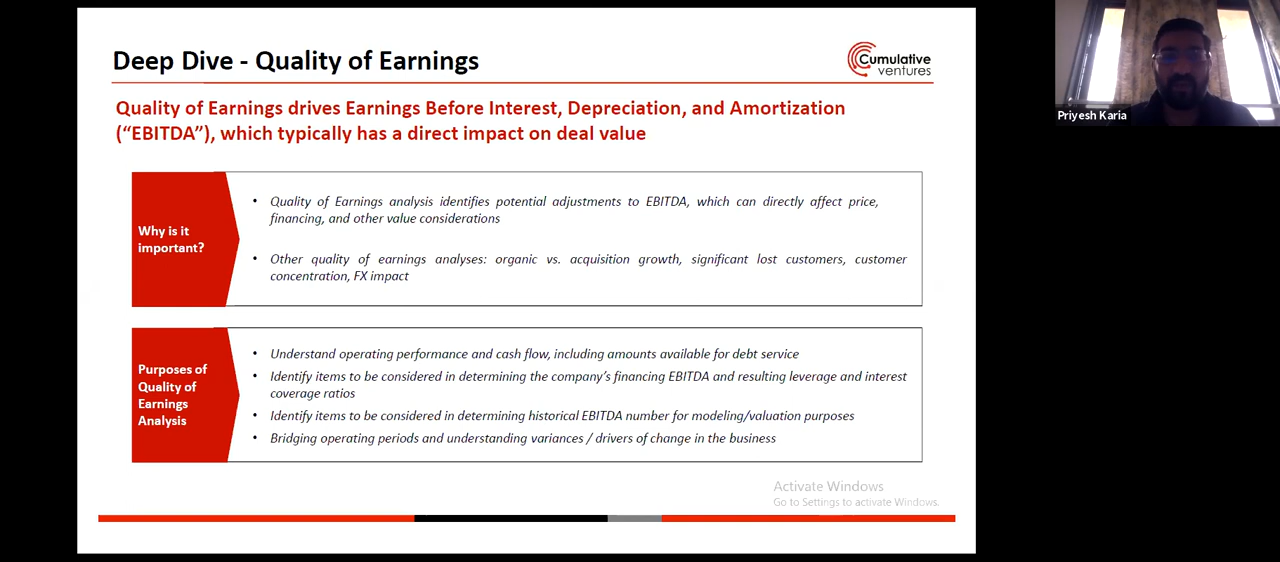 Deep Dive - Quality of Earnings
Cumulative
ventures
Quality of Earnings drives Earnings Before Interest, Depreciation, and Amortization
(“EBITDA”), which typically has a direct impact on deal value
Why is it
important?
• Quality of Earnings analysis identifies potential adjustments to EBITDA, which can directly affect price,
financing, and other value considerations
• Other quality of earnings analyses: organic vs. acquisition growth, significant lost customers, customer
concentration, FX impact
Purposes of
Quality of
Earnings
Analysis
• Understand operating performance and cash flow, including amounts available for debt service
• Identify items to be considered in determining the company’s financing EBITDA and resulting leverage and interest
coverage ratios
• Identify items to be considered in determining historical EBITDA number for modeling/valuation purposes
• Bridging operating periods and understanding variances / drivers of change in the business
Activate Windows
Go to Settings to activate Windows.
Priyesh Karia